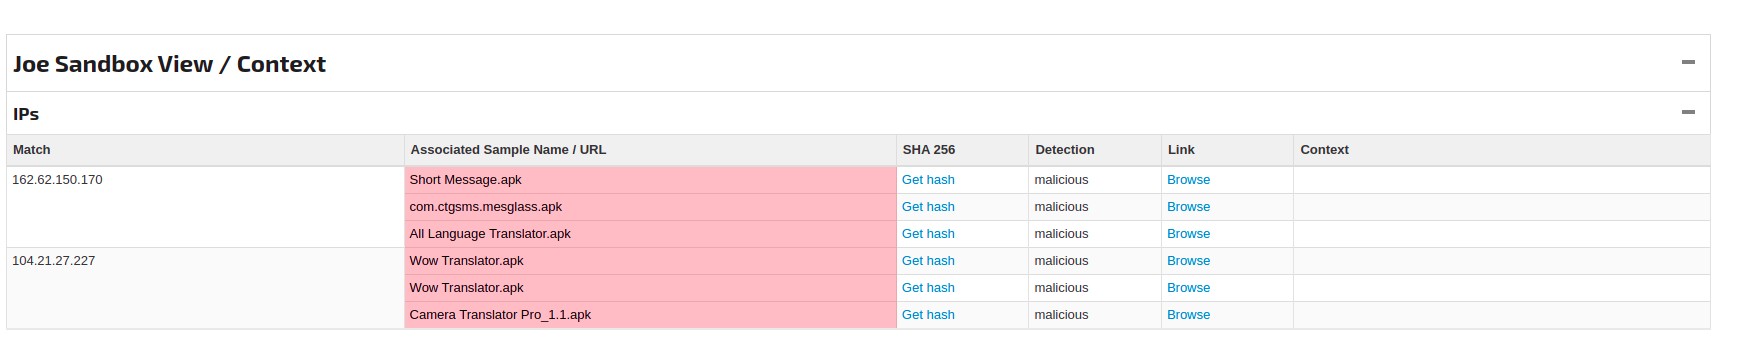 Joe Sandbox View / Context
IPs
Match Associated Sample Name / URL SHA 256 Detection Link Context
162.62.150.170 Short Message.apk Get hash malicious Browse
com.ctgsms.mesglass.apk Get hash malicious Browse
All Language Translator.apk Get hash malicious Browse
104.21.27.227 Wow Translator.apk Get hash malicious Browse
Wow Translator.apk Get hash malicious Browse
Camera Translator Pro_1.1.apk Get hash malicious Browse